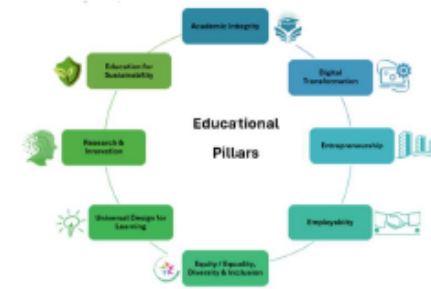 Academic Integrity
Digital
Transformation
Entrepreneurship
Employability
Equity / Equality,
Diversity & Inclusion
Universal Design for
Learning
Research &
Innovation
Education for
Sustainability
Educational
Pillars